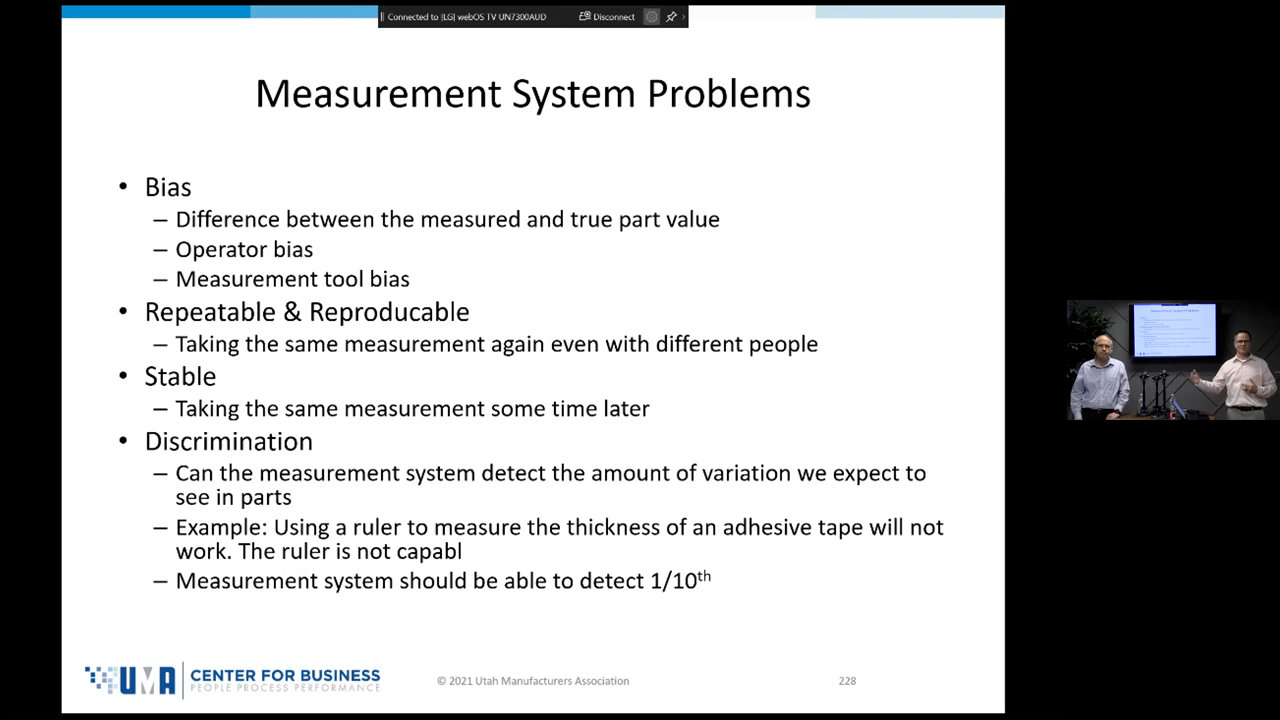 Connected to [LG] webOS TV UN7300AUD Disconnect
Measurement System Problems
• Bias
– Difference between the measured and true part value
– Operator bias
– Measurement tool bias
• Repeatable & Reproducable
– Taking the same measurement again even with different people
• Stable
– Taking the same measurement some time later
• Discrimination
– Can the measurement system detect the amount of variation we expect to
see in parts
– Example: Using a ruler to measure the thickness of an adhesive tape will not
work. The ruler is not capabl
– Measurement system should be able to detect 1/10th
UMA CENTER FOR BUSINESS
PEOPLE PROCESS PERFORMANCE
© 2021 Utah Manufacturers Association
228
Measurement System Problems